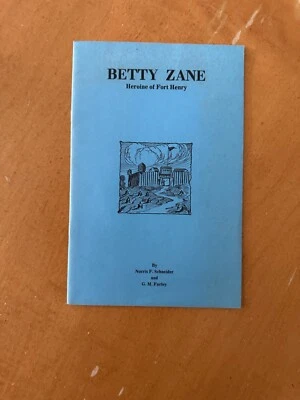 BETTY ZANE
Heroine of Fort Henry
By
Norris F. Schneider
and
G. M. Farley